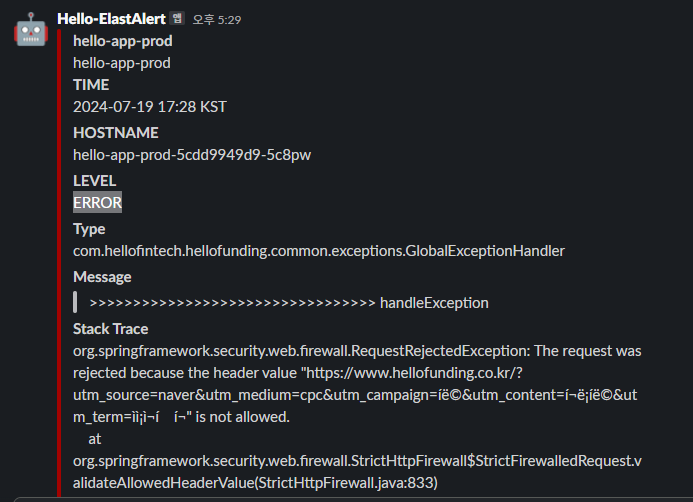 Hello-ElastAlert 앱 오후 5:29
hello-app-prod
hello-app-prod
TIME
2024-07-19 17:28 KST
HOSTNAME
hello-app-prod-5cdd9949d9-5c8pw
LEVEL
ERROR
Type
com.hellofintech.hellofunding.common.exceptions.GlobalExceptionHandler
Message
>>>>>>>>>>>>>>>>>>>>>>>>>>>>>>>>> handleException
Stack Trace
org.springframework.security.web.firewall.RequestRejectedException: The request was
rejected because the header value "https://www.hellofunding.co.kr/?
utm_source=naver&utm_medium=cpc&utm_campaign=íë©&utm_content=í¬ë¡íë©&ut
m_term=ìì¡ì¬í í¬" is not allowed.
at
org.springframework.security.web.firewall.StrictHttpFirewall$StrictFirewalledRequest.v
alidateAllowedHeaderValue(StrictHttpFirewall.java:833)